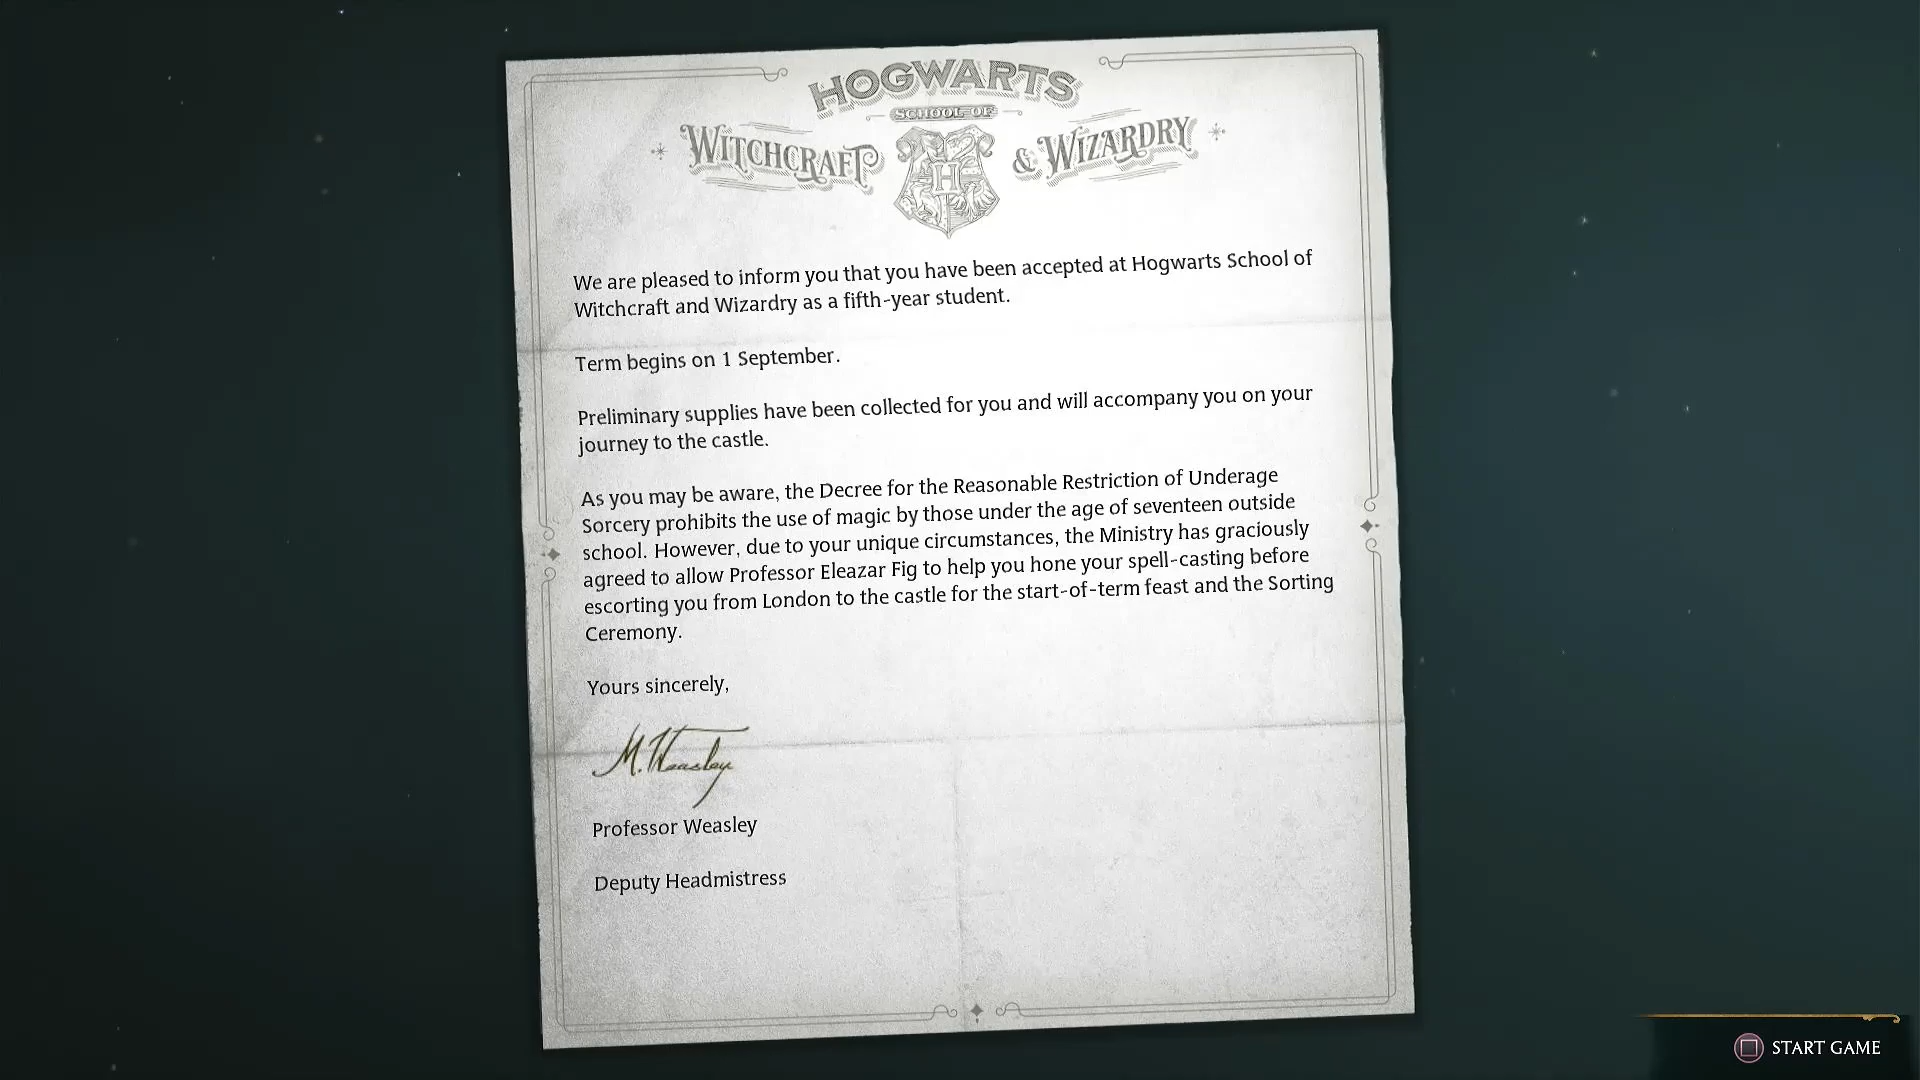 HOGWARTS
SCHOOL OF
WITCHCRAFT & WIZARDRY
H
We are pleased to inform you that you have been accepted at Hogwarts School of
Witchcraft and Wizardry as a fifth-year student.
Term begins on 1 September.
Preliminary supplies have been collected for you and will accompany you on your
journey to the castle.
As you may be aware, the Decree for the Reasonable Restriction of Underage
Sorcery prohibits the use of magic by those under the age of seventeen outside
school. However, due to your unique circumstances, the Ministry has graciously
agreed to allow Professor Eleazar Fig to help you hone your spell-casting before
escorting you from London to the castle for the start-of-term feast and the Sorting
Ceremony.
Yours sincerely,
M. Weasley
Professor Weasley
Deputy Headmistress
START GAME